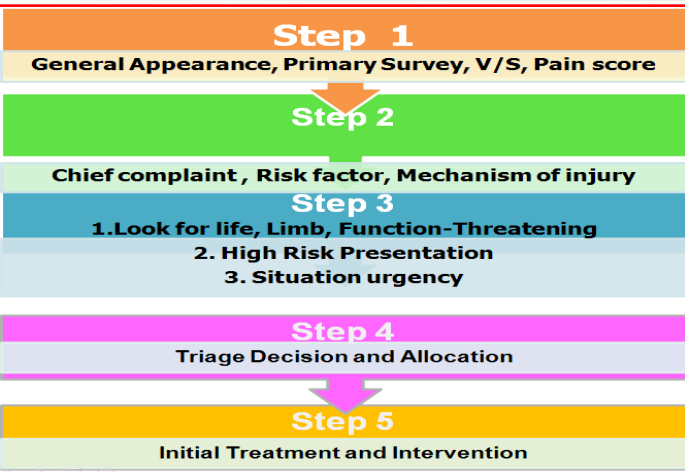 Step 1
General Appearance, Primary Survey, V/S, Pain score
Step 2
Chief complaint , Risk factor, Mechanism of injury
Step 3
1.Look for life, Limb, Function-Threatening
2. High Risk Presentation
3. Situation urgency
Step 4
Triage Decision and Allocation
Step 5
Initial Treatment and Intervention